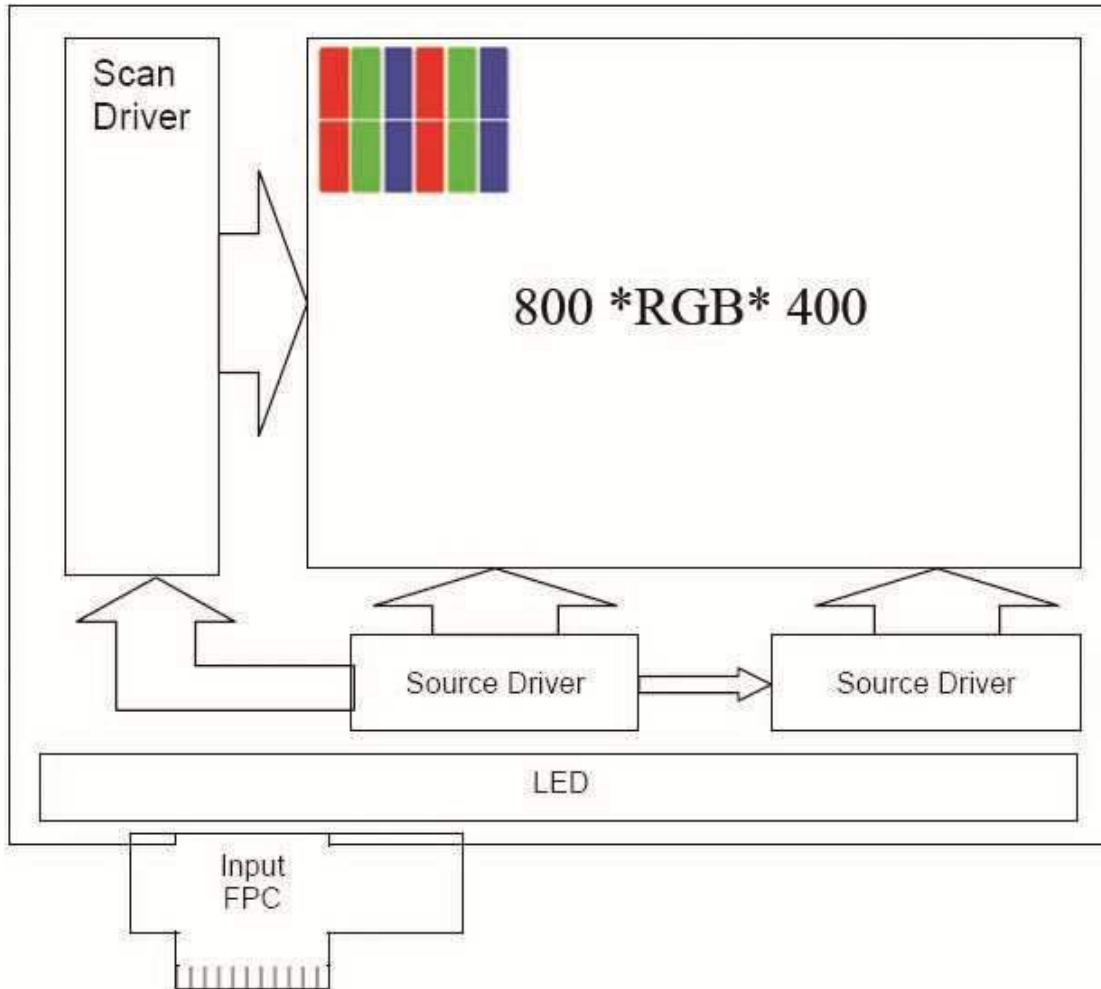 Scan
Driver
800 *RGB* 400
Source Driver
Source Driver
LED
Input
FPC